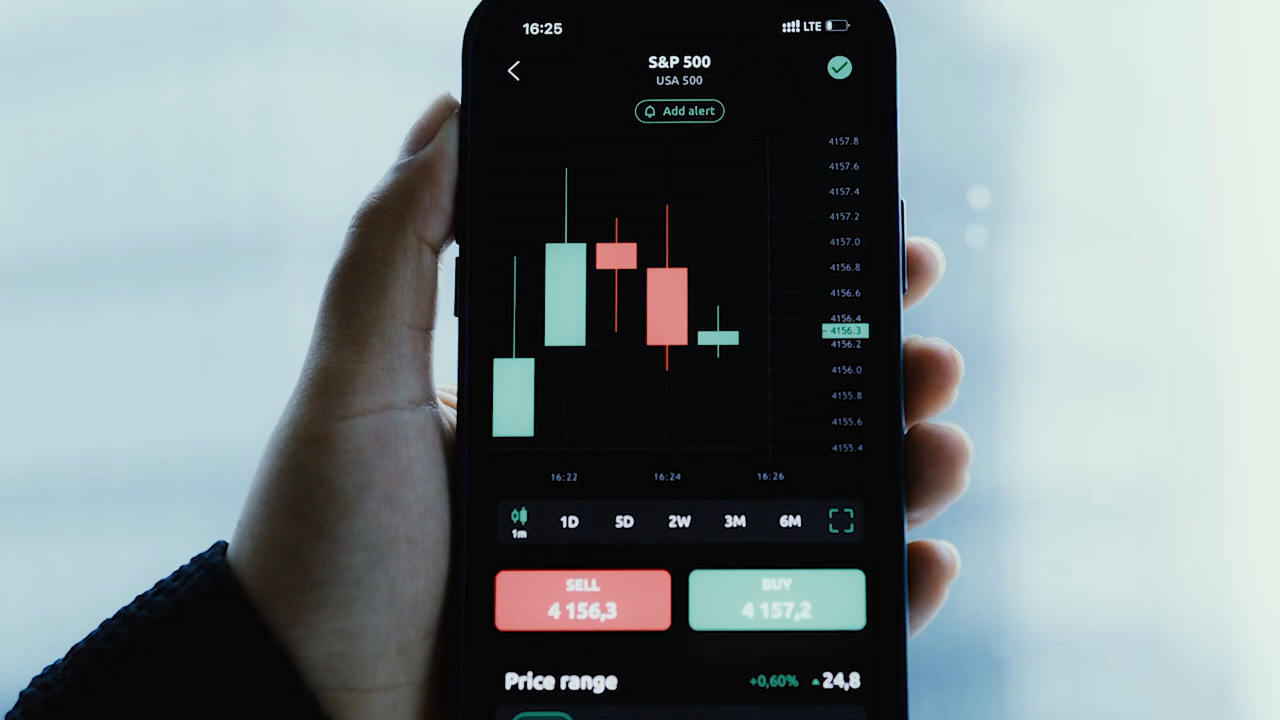 16:25 LTE
S&P 500
USA 500
Add alert
4157.8
4157.6
4157.4
4157.2
4157.0
4156.8
4156.6
4156.4
4156.3
4156.2
4156.0
4155.8
4155.6
4155.4
16:22 16:24 16:26
1m 1D 5D 2W 3M 6M
SELL BUY
4 156,3 4 157,2
Price range +0,60% 24,8